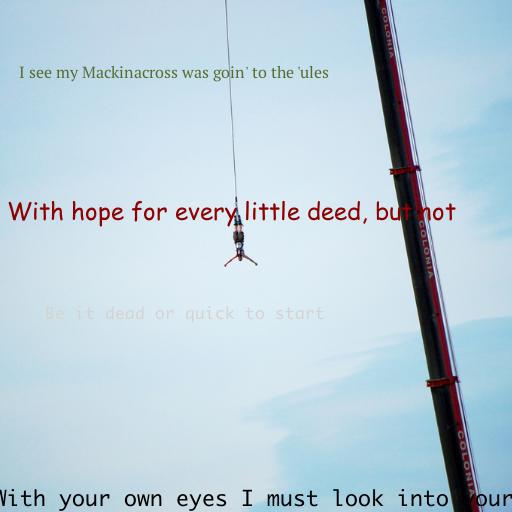 COLONIA
I see my Mackinacross was goin' to the 'ules
With hope for every little deed, but not
COLONIA
Be it dead or quick to start
COLONIA
With your own eyes I must look into your